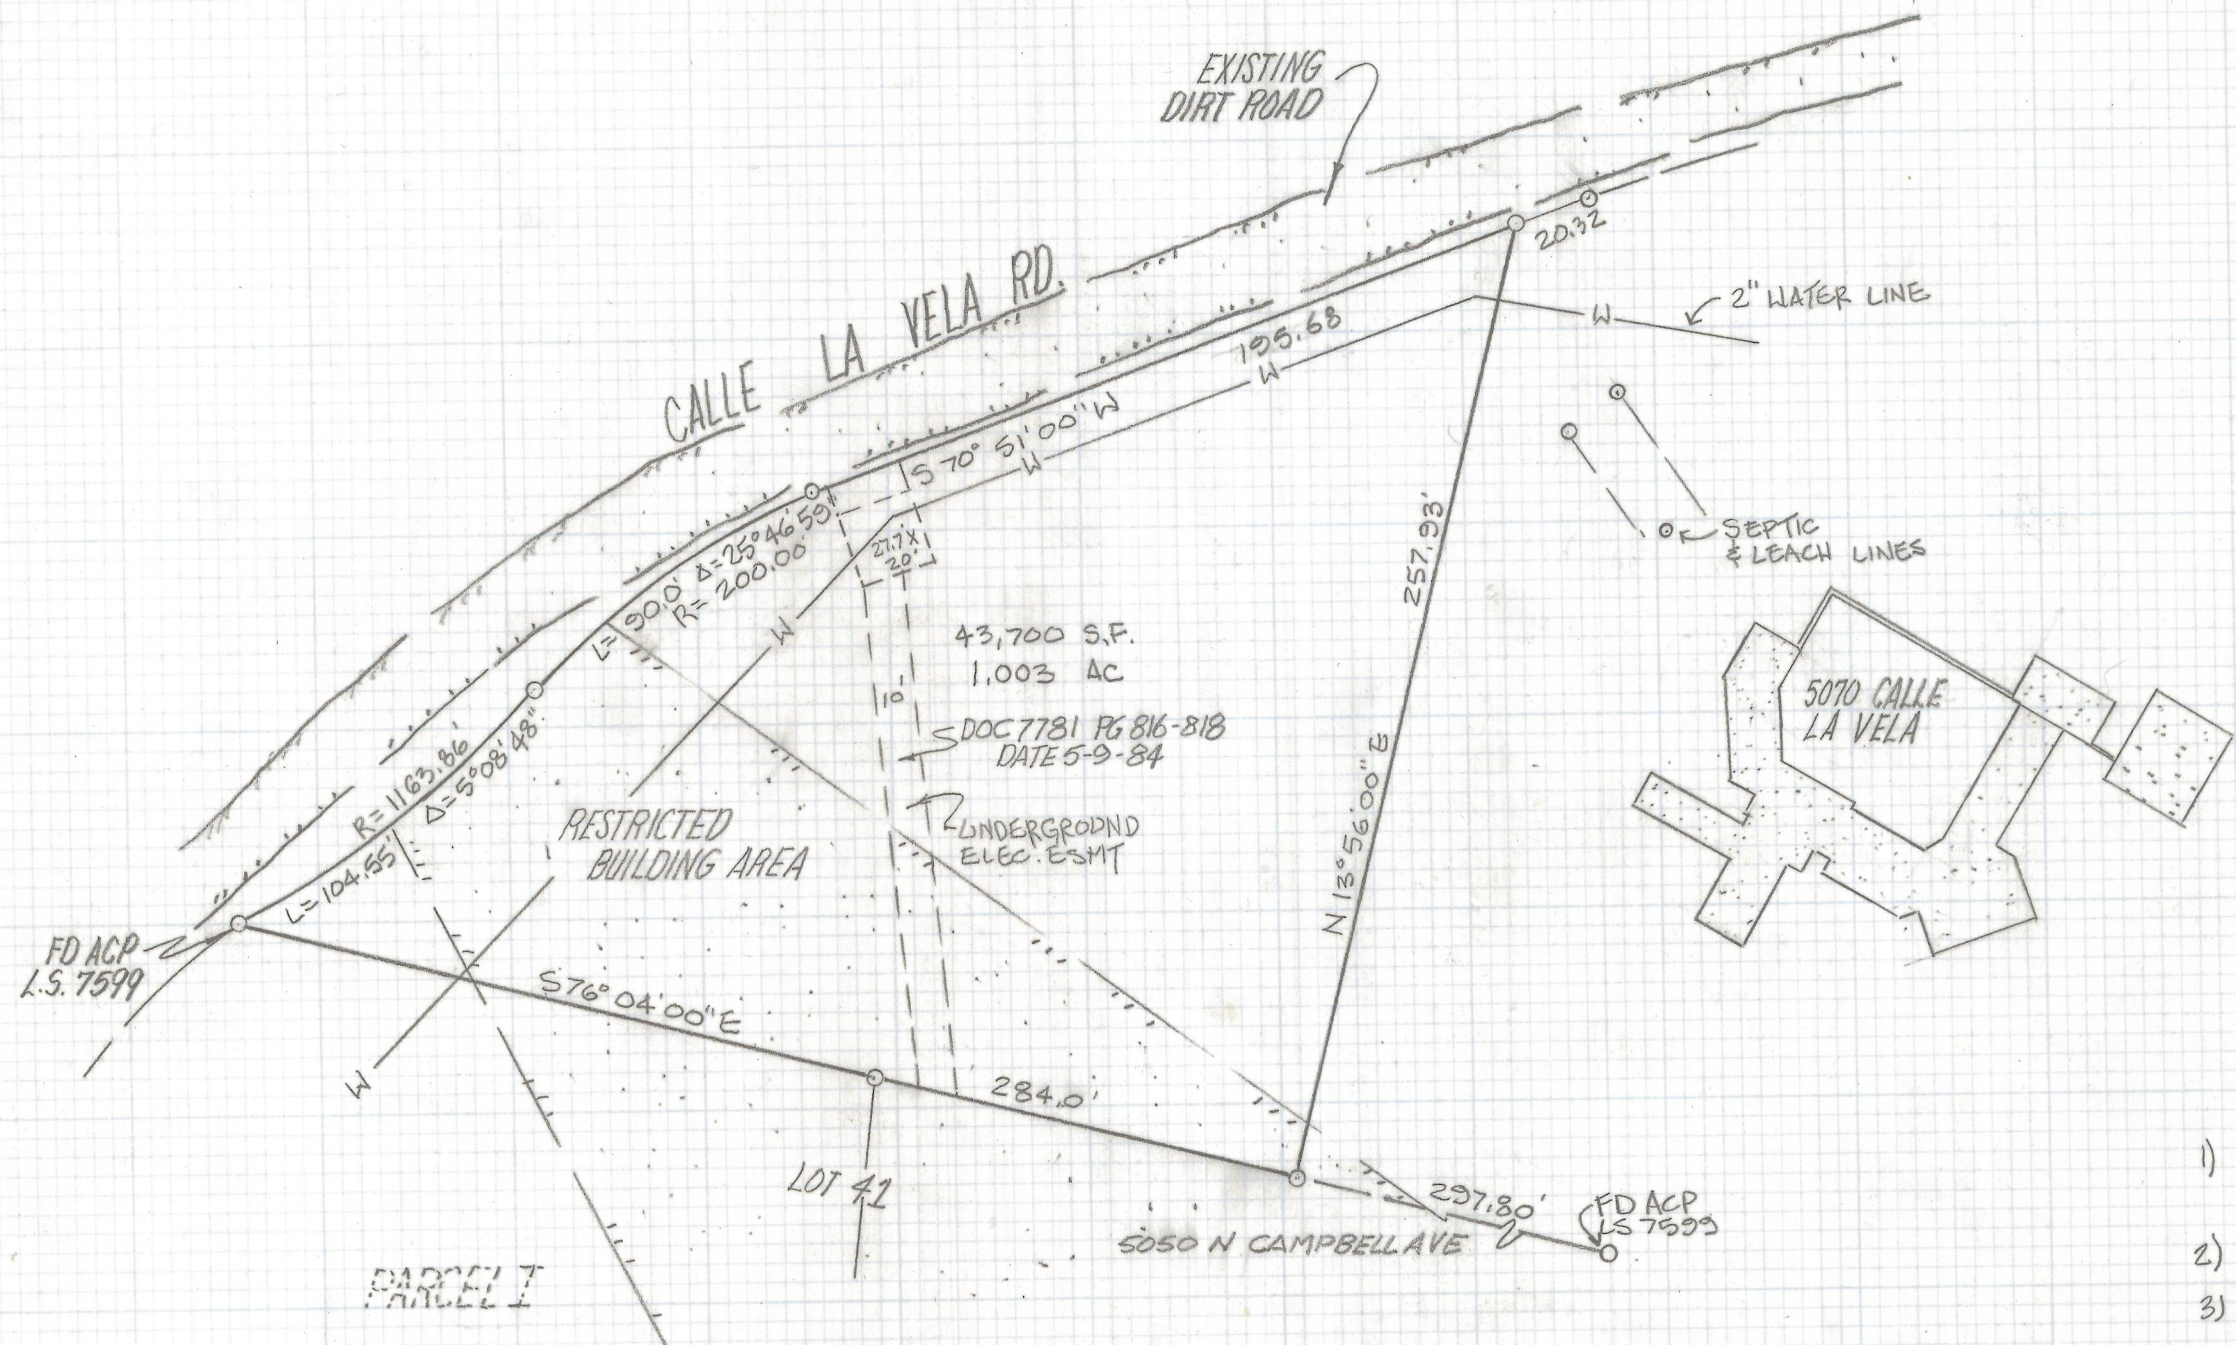 EXISTING
DIRT ROAD
CALLE LA VELA RD.
20.32
2" WATER LINE
W
195.68
W
S 70° 51' 00" W
W
L= 90.0' Δ=25°46'59"
R= 200.00'
27.7 X
20'
W
257.93'
N 13° 56' 00" E
SEPTIC
& LEACH LINES
43,700 S.F.
1.003 AC
10'
DOC 7781 PG 816-818
DATE 5-9-84
UNDERGROUND
ELEC. ESMT
5070 CALLE
LA VELA
R= 1163.86'
Δ= 5°08'48"
L= 104.55'
RESTRICTED
BUILDING AREA
FD ACP
L.S. 7599
S 76° 04' 00" E
W
284.0'
LOT 41
297.80'
FD ACP
LS 7599
5050 N CAMPBELL AVE
PARCEL I
1)
2)
3)